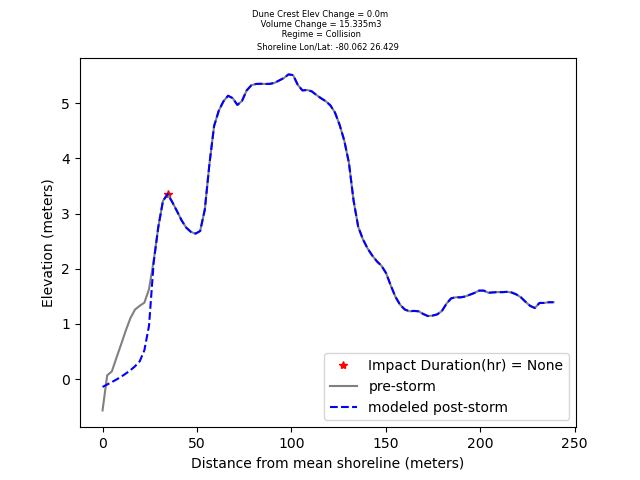 Dune Crest Elev Change = 0.0m
Volume Change = 15.335m3
Regime = Collision
Shoreline Lon/Lat: -80.062 26.429
Elevation (meters)
5
4
3
2
1
0
Impact Duration(hr) = None
pre-storm
modeled post-storm
0 50 100 150 200 250
Distance from mean shoreline (meters)